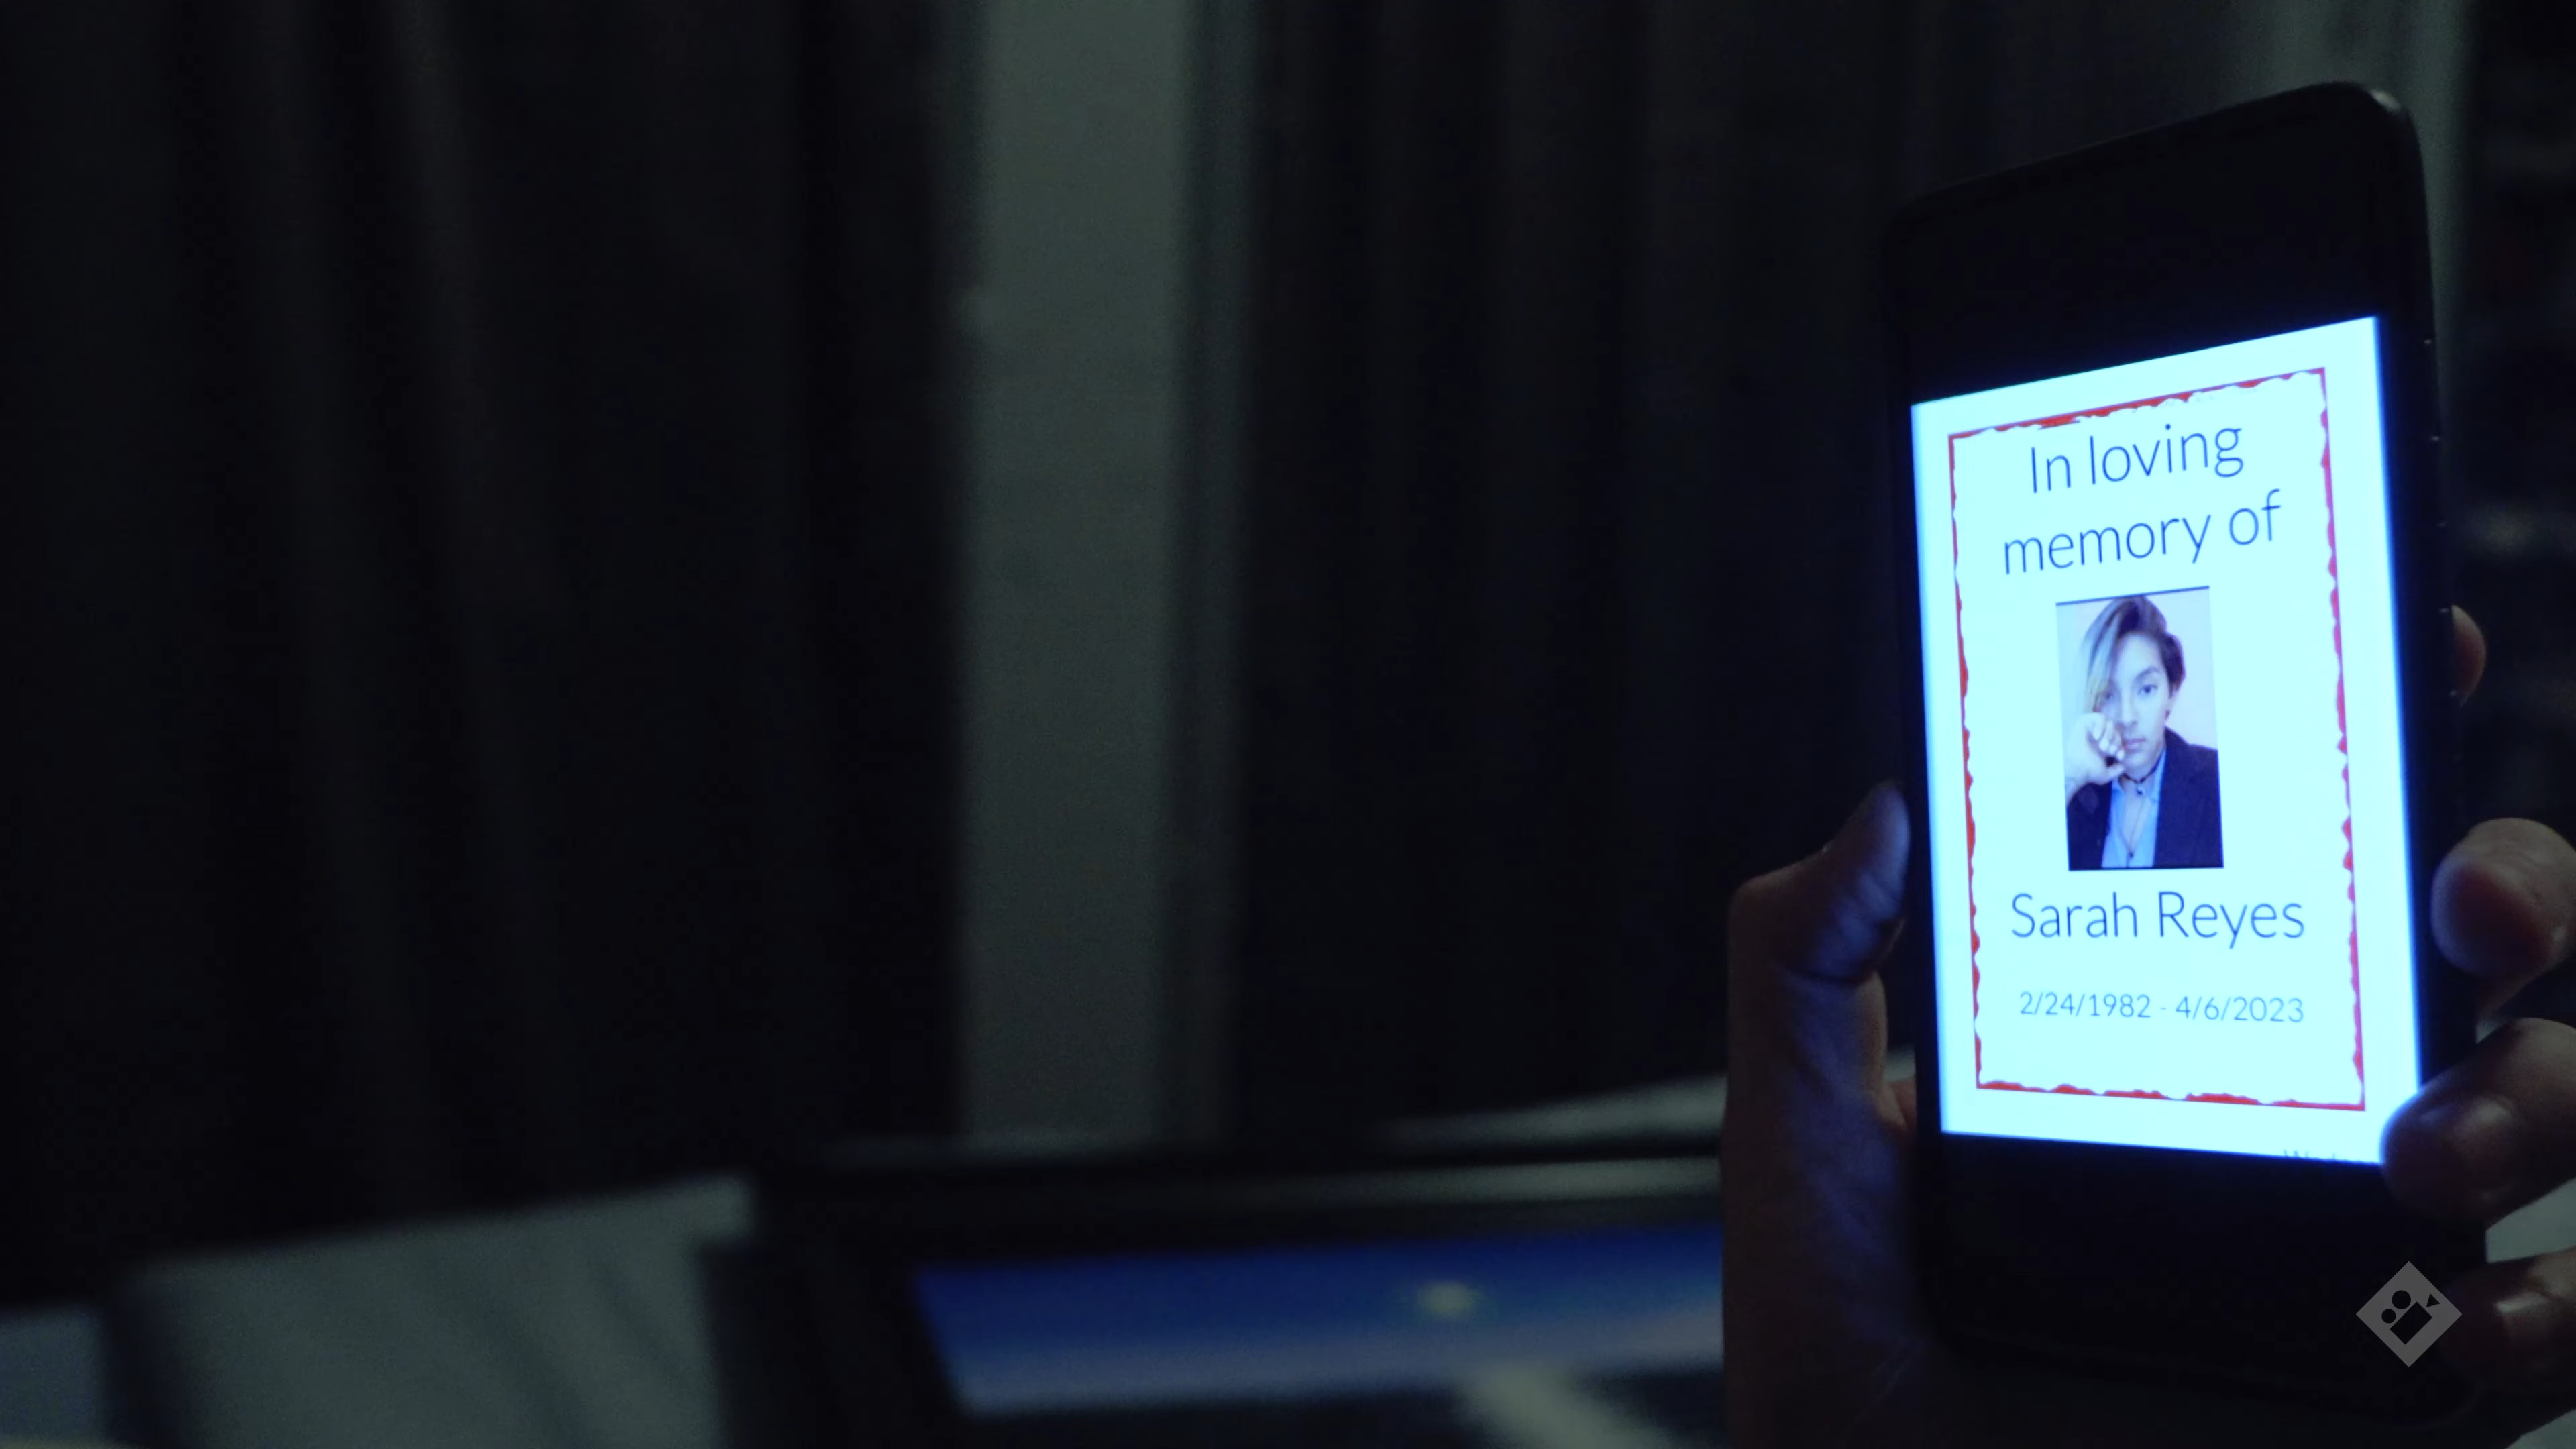 In loving
memory of
Sarah Reyes
2/24/1982 - 4/6/2023